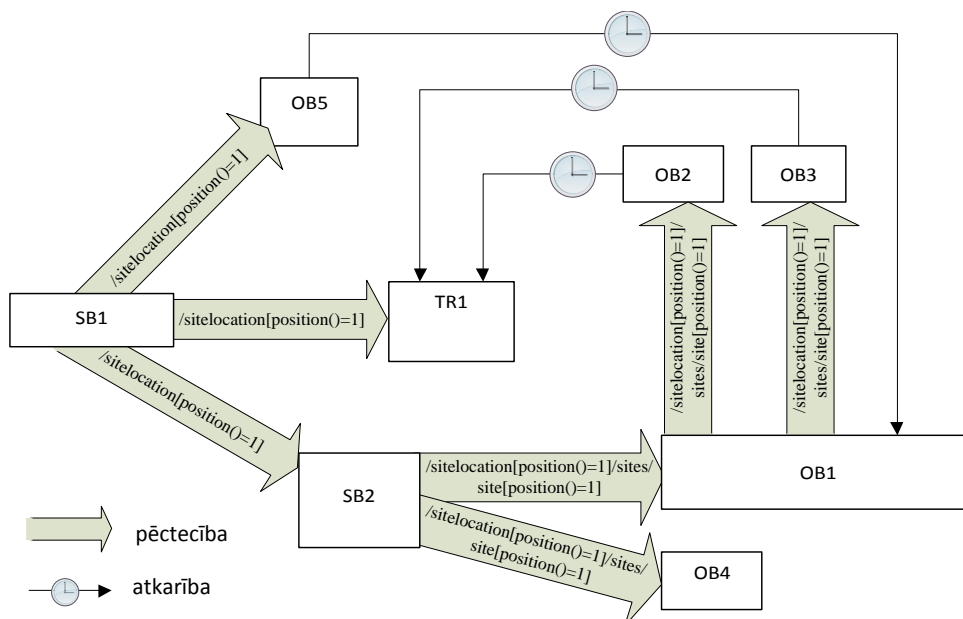 OB5
/sitelocation[position()=1]
OB2
OB3
/sitelocation[position()=1]/
sites/site[position()=1]
/sitelocation[position()=1]/
sites/site[position()=1]
SB1
/sitelocation[position()=1]
TR1
/sitelocation[position()=1]
SB2
/sitelocation[position()=1]/sites/
site[position()=1]
OB1
/sitelocation[position()=1]/sites/
site[position()=1]
OB4
pēctecība
atkarība